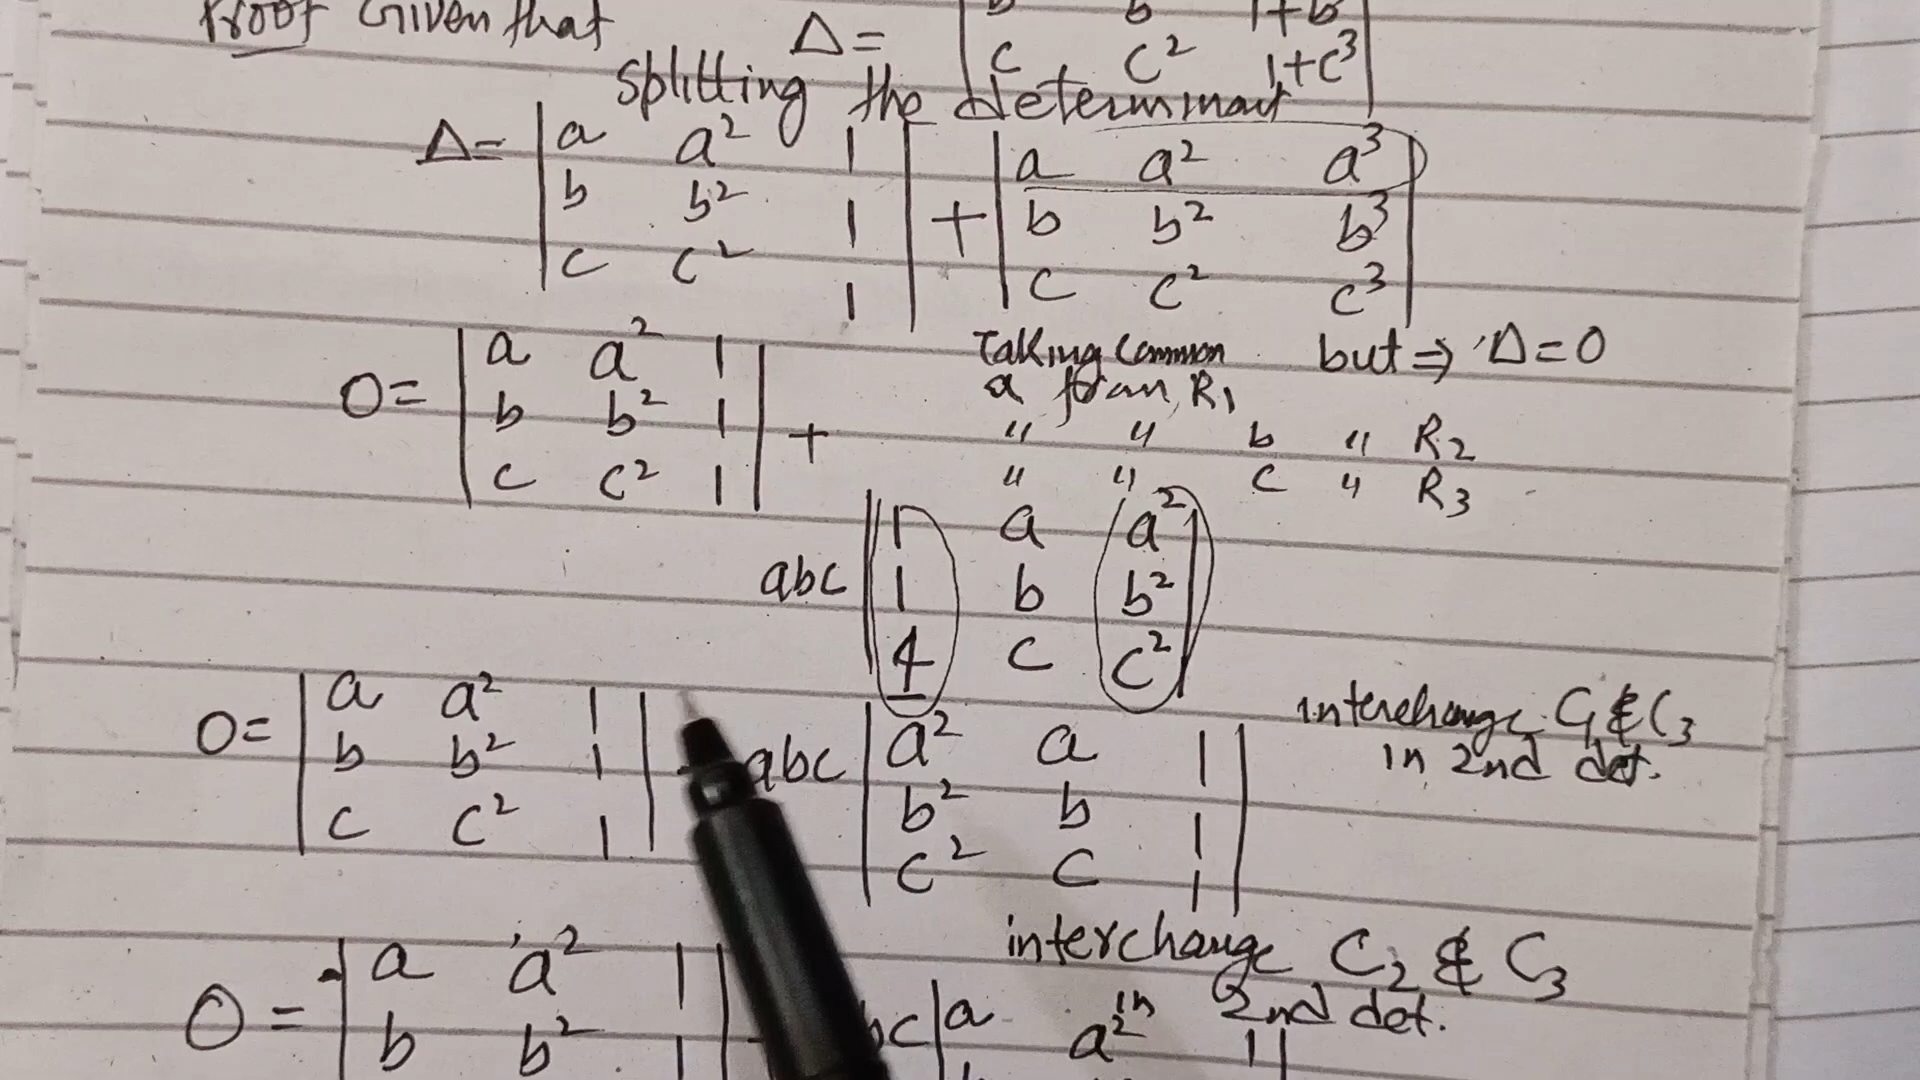 Proof Given that Δ = | b b 1+b
c c² 1+c³ |
Splitting the determinant
Δ = | a a² 1 | + | a a² a³ |
b b² 1 b b² b³
c c² 1 c c² c³
0 = | a a² 1 | + Taking Common but ⇒ Δ = 0
b b² 1 a from R₁
c c² 1 " " b " R₂
" " c " R₃
abc | 1 a a² |
1 b b²
1 c c²
0 = | a a² 1 | abc | a² a 1 | interchange C₁ & C₃
b b² 1 b² b 1 in 2nd det.
c c² 1 c² c 1
interchange C₂ & C₃
in 2nd det.
0 = | a a² 1 | bc | a a² 1 |
b b² 1